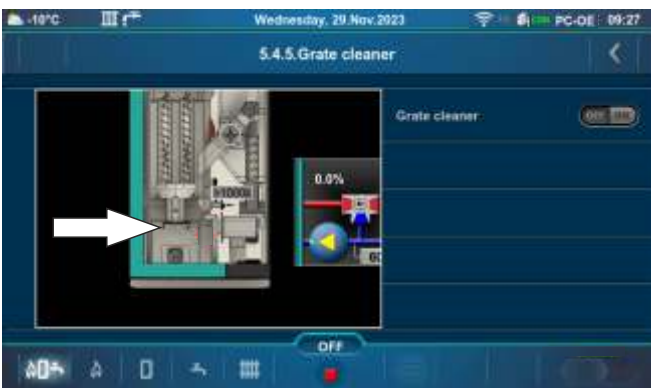 -10°C Wednesday, 29.Nov.2023 PC-OE 09:27
5.4.5.Grate cleaner
Grate cleaner
OFF
0.0%
OFF